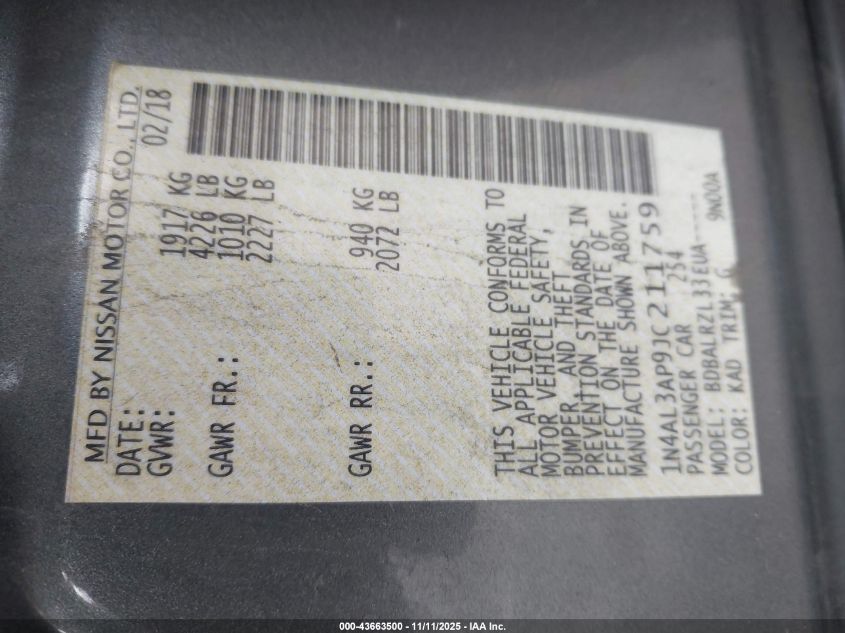 MFD BY NISSAN MOTOR CO., LTD.
DATE: 02/18
GVWR: 1917 KG
4226 LB
GAWR FR.: 1010 KG
2227 LB
GAWR RR.: 940 KG
2072 LB
THIS VEHICLE CONFORMS TO
ALL APPLICABLE FEDERAL
MOTOR VEHICLE SAFETY,
BUMPER, AND THEFT
PREVENTION STANDARDS IN
EFFECT ON THE DATE OF
MANUFACTURE SHOWN ABOVE.
1N4AL3AP9JC211759
PASSENGER CAR 254
MODEL: BDBALRZL33EUA-----
COLOR: KAD TRIM: G 9N00A
000-43663500 - 11/11/2025 - IAA Inc.